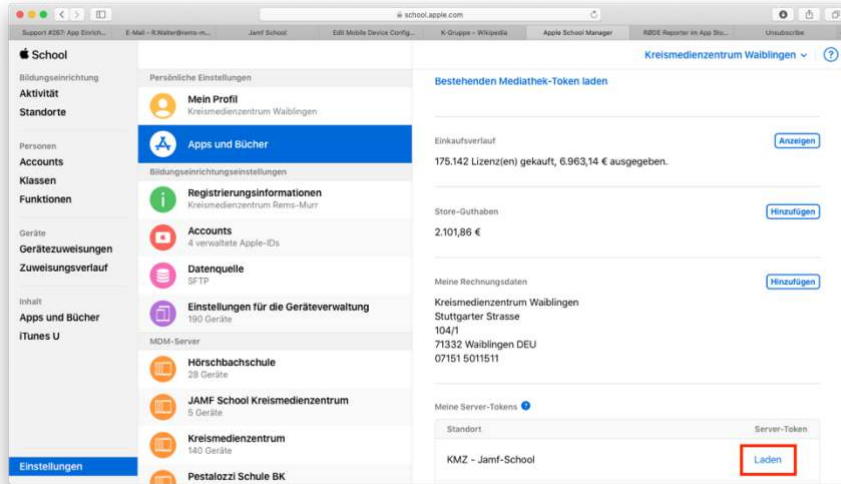 school.apple.com
Support #257: App Einrich...
E-Mail – R.Walter@rems-m...
Jamf School
Edit Mobile Device Config...
K-Gruppe – Wikipedia
Apple School Manager
RØDE Reporter im App Sto...
Unsubscribe
School
Kreismedienzentrum Waiblingen
?
Bildungseinrichtung
Aktivität
Standorte
Personen
Accounts
Klassen
Funktionen
Geräte
Gerätezuweisungen
Zuweisungsverlauf
Inhalt
Apps und Bücher
iTunes U
Einstellungen
Persönliche Einstellungen
Mein Profil
Kreismedienzentrum Waiblingen
Apps und Bücher
Bildungseinrichtungseinstellungen
Registrierungsinformationen
Kreismedienzentrum Rems-Murr
Accounts
4 verwaltete Apple-IDs
Datenquelle
SFTP
Einstellungen für die Geräteverwaltung
190 Geräte
MDM-Server
Hörschbachschule
28 Geräte
JAMF School Kreismedienzentrum
5 Geräte
Kreismedienzentrum
140 Geräte
Pestalozzi Schule BK
Bestehenden Mediathek-Token laden
Einkaufsverlauf
Anzeigen
175.142 Lizenz(en) gekauft, 6.963,14 € ausgegeben.
Store-Guthaben
Hinzufügen
2.101,86 €
Meine Rechnungsdaten
Hinzufügen
Kreismedienzentrum Waiblingen
Stuttgarter Strasse
104/1
71332 Waiblingen DEU
07151 5011511
Meine Server-Tokens ?
Standort Server-Token
KMZ - Jamf-School Laden